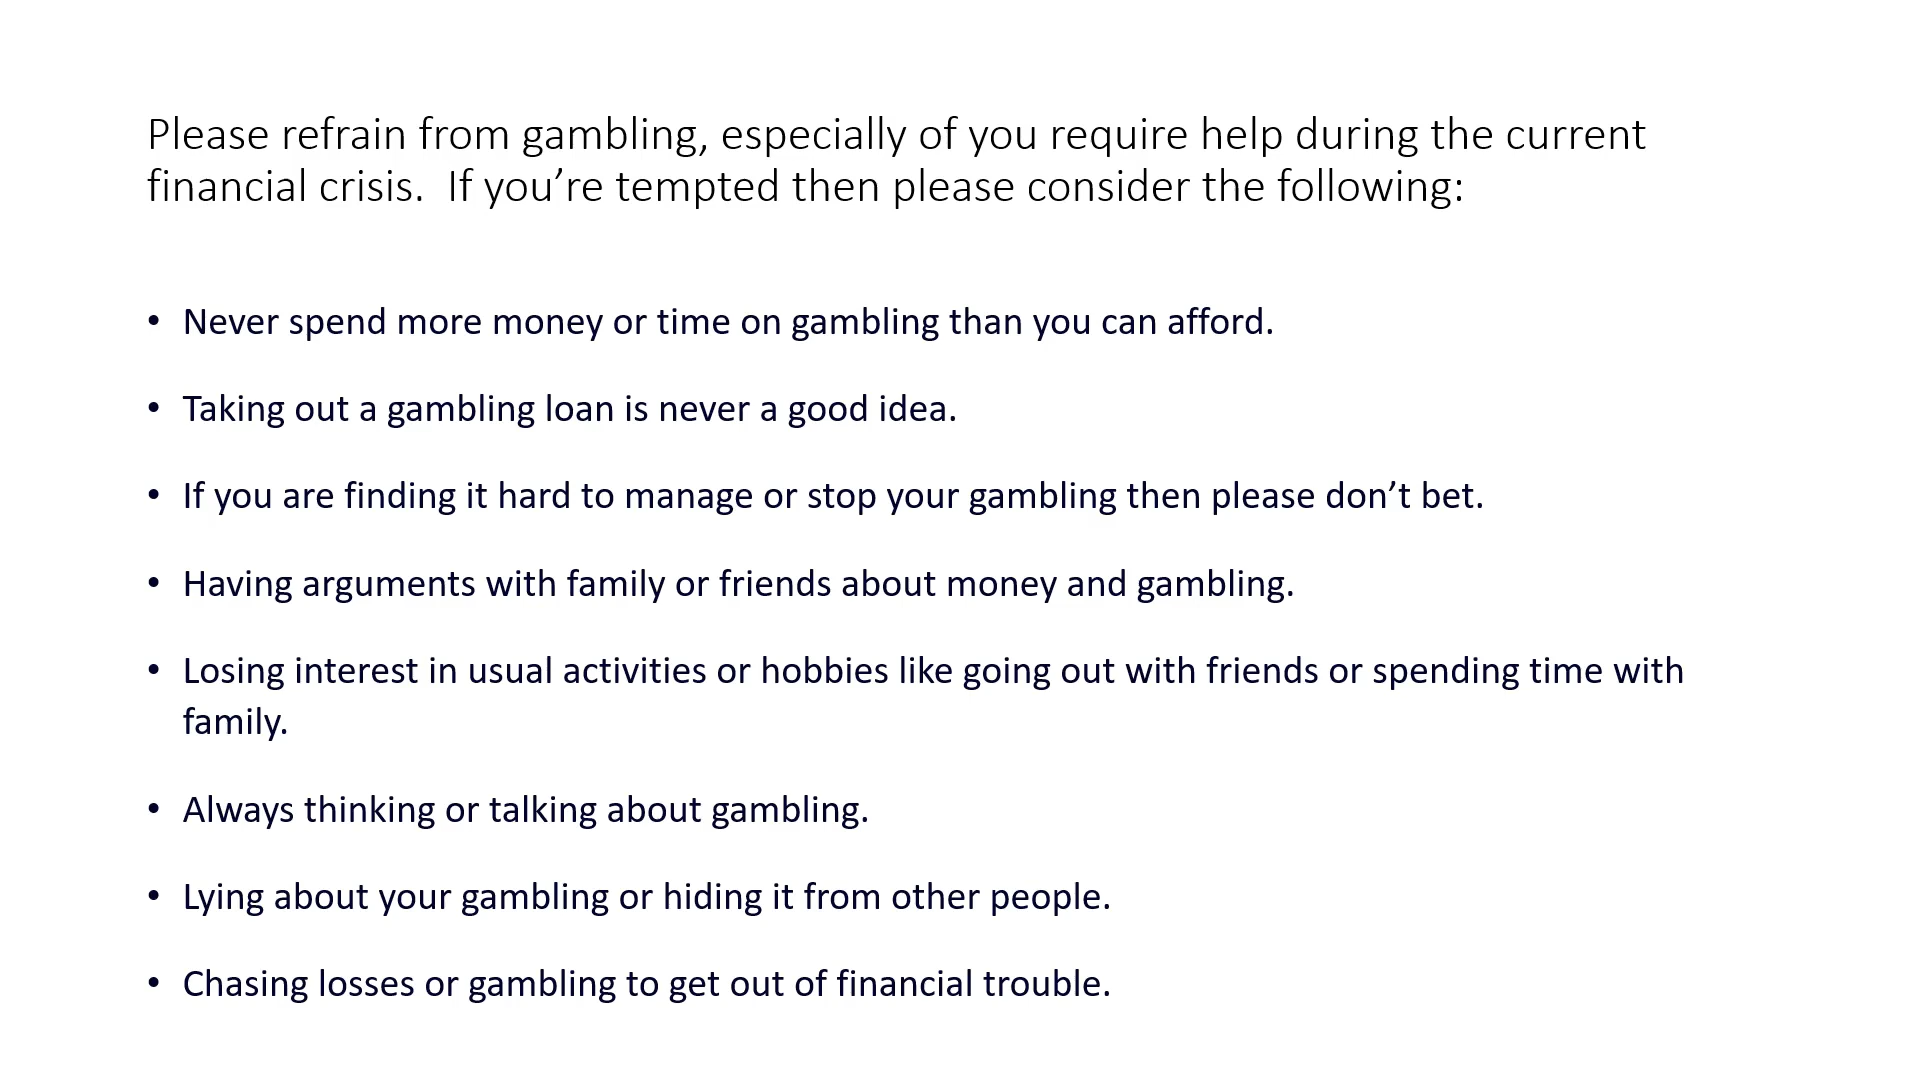 Please refrain from gambling, especially of you require help during the current
financial crisis.  If you’re tempted then please consider the following:
• Never spend more money or time on gambling than you can afford.
• Taking out a gambling loan is never a good idea.
• If you are finding it hard to manage or stop your gambling then please don’t bet.
• Having arguments with family or friends about money and gambling.
• Losing interest in usual activities or hobbies like going out with friends or spending time with
family.
• Always thinking or talking about gambling.
• Lying about your gambling or hiding it from other people.
• Chasing losses or gambling to get out of financial trouble.